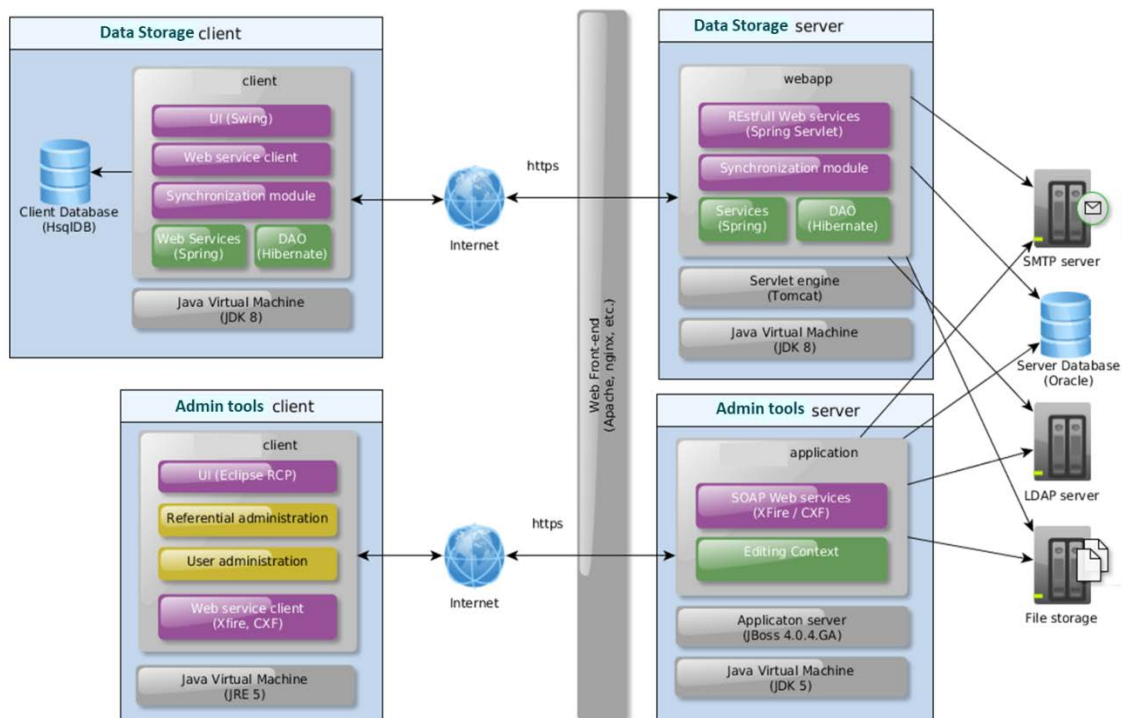 Data Storage client
client
UI (Swing)
Web service client
Synchronization module
Web Services
(Spring)
DAO
(Hibernate)
Java Virtual Machine
(JDK 8)
Client Database
(HsqlDB)
Internet
https
Web Front-end
(Apache, nginx, etc.)
Data Storage server
webapp
REstfull Web services
(Spring Servlet)
Synchronization module
Services
(Spring)
DAO
(Hibernate)
Servlet engine
(Tomcat)
Java Virtual Machine
(JDK 8)
SMTP server
Server Database
(Oracle)
LDAP server
File storage
Admin tools client
client
UI (Eclipse RCP)
Referential administration
User administration
Web service client
(Xfire, CXF)
Java Virtual Machine
(JRE 5)
Internet
https
Admin tools server
application
SOAP Web services
(XFire / CXF)
Editing Context
Applicaton server
(JBoss 4.0.4.GA)
Java Virtual Machine
(JDK 5)